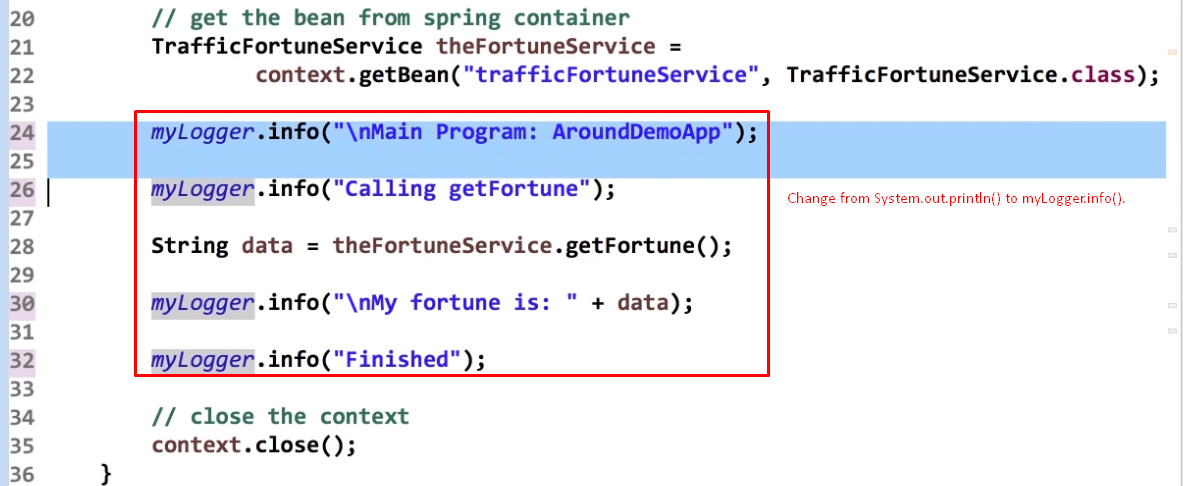 20 // get the bean from spring container
21 TrafficFortuneService theFortuneService =
22 context.getBean("trafficFortuneService", TrafficFortuneService.class);
23
24 myLogger.info("\nMain Program: AroundDemoApp");
25
26 myLogger.info("Calling getFortune");
Change from System.out.println() to myLogger.info().
27
28 String data = theFortuneService.getFortune();
29
30 myLogger.info("\nMy fortune is: " + data);
31
32 myLogger.info("Finished");
33
34 // close the context
35 context.close();
36 }